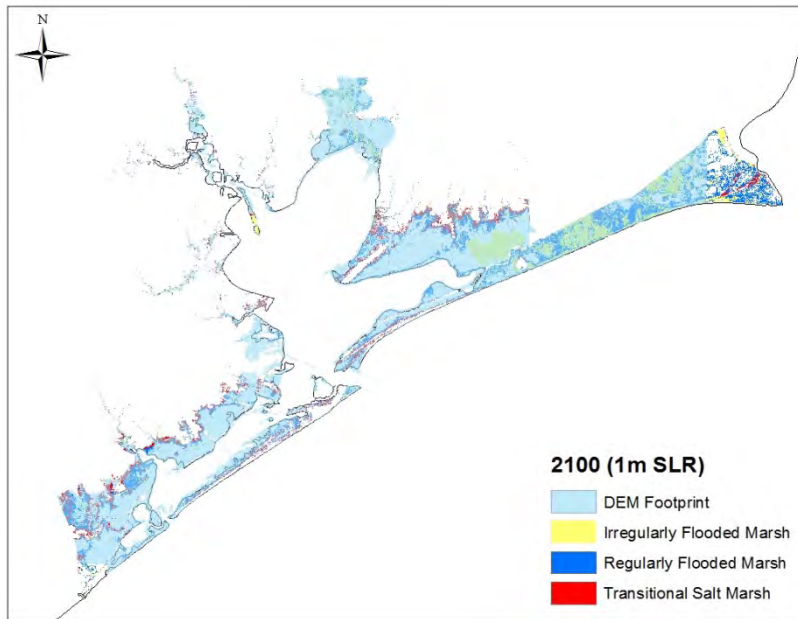 N
2100 (1m SLR)
DEM Footprint
Irregularly Flooded Marsh
Regularly Flooded Marsh
Transitional Salt Marsh